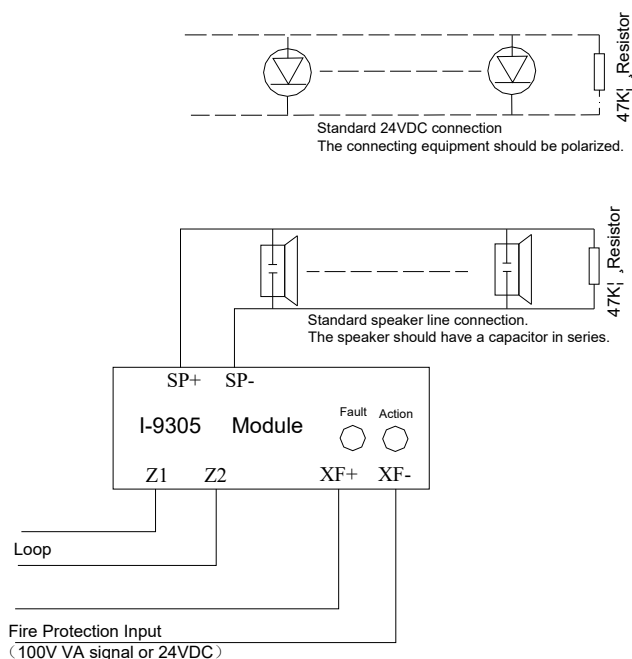 47K¦ ¸Resistor
Standard 24VDC connection
The connecting equipment should be polarized.
47K¦ ¸Resistor
Standard speaker line connection.
The speaker should have a capacitor in series.
SP+ SP-
I-9305 Module
Fault Action
Z1 Z2 XF+ XF-
Loop
Fire Protection Input
（100V VA signal or 24VDC）